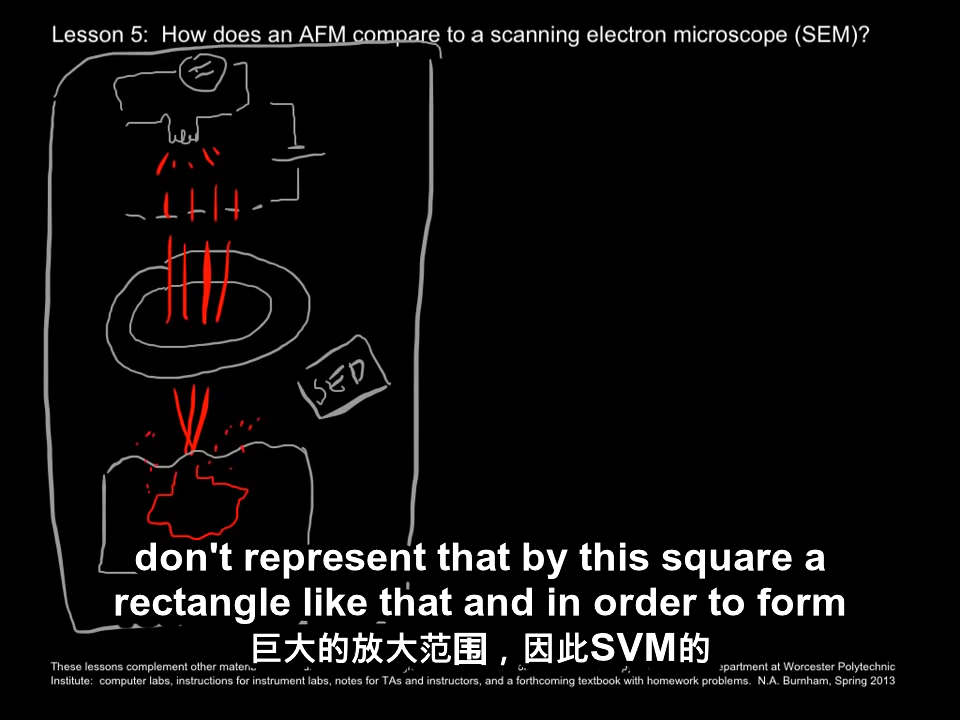 Lesson 5: How does an AFM compare to a scanning electron microscope (SEM)?
SED
don't represent that by this square a
rectangle like that and in order to form
巨大的放大范围，因此SVM的
These lessons complement other materia epartment at Worcester Polytechnic
Institute: computer labs, instructions for instrument labs, notes for TAs and instructors, and a forthcoming textbook with homework problems. N.A. Burnham, Spring 2013